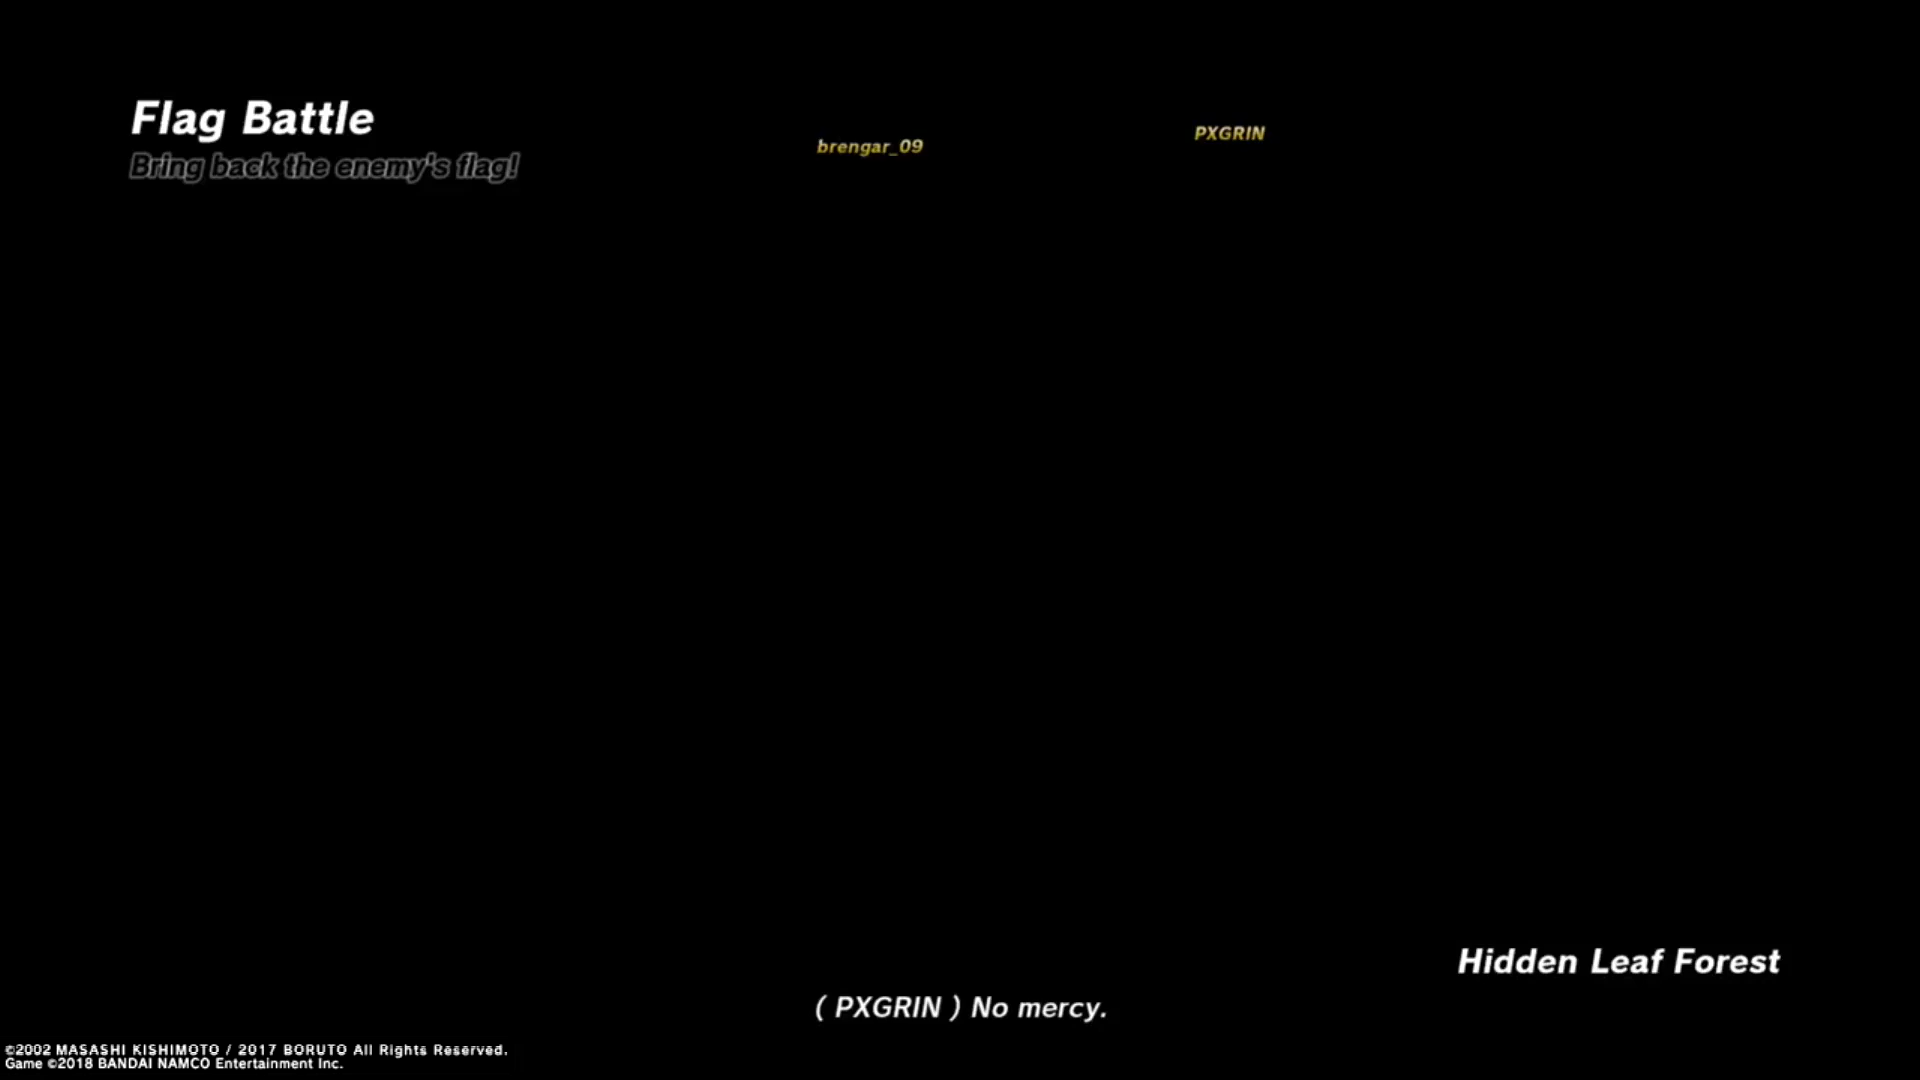 Flag Battle
Bring back the enemy's flag!
brengar_09
PXGRIN
Hidden Leaf Forest
( PXGRIN ) No mercy.
©2002 MASASHI KISHIMOTO / 2017 BORUTO All Rights Reserved.
Game ©2018 BANDAI NAMCO Entertainment Inc.